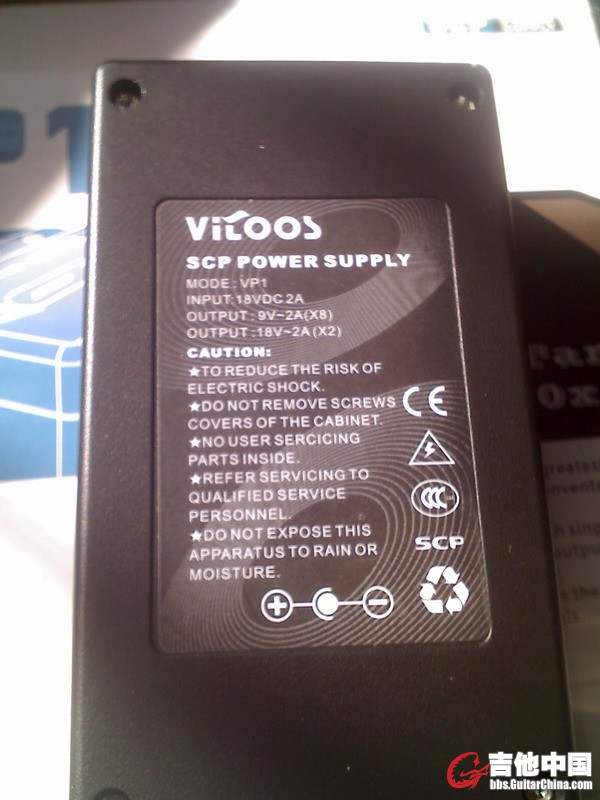 P1
ViTOOS
SCP POWER SUPPLY
MODE : VP1
INPUT: 18VDC 2A
OUTPUT : 9V~2A(X8)
OUTPUT : 18V~2A(X2)
CAUTION:
★TO REDUCE THE RISK OF
ELECTRIC SHOCK.
★DO NOT REMOVE SCREWS
COVERS OF THE CABINET.
★NO USER SERCICING
PARTS INSIDE.
★REFER SERVICING TO
QUALIFIED SERVICE
PERSONNEL.
★DO NOT EXPOSE THIS
APPARATUS TO RAIN OR
MOISTURE.
CE
CCC
SCP
吉他中国
bbs.GuitarChina.com